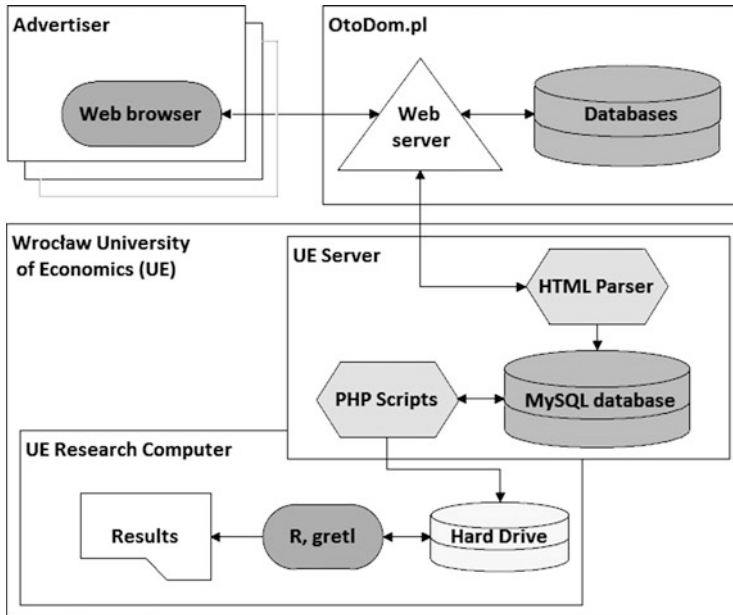 Advertiser
OtoDom.pl
Web browser
Web
server
Databases
Wrocław University
of Economics (UE)
UE Server
HTML Parser
PHP Scripts
MySQL database
UE Research Computer
Results
R, gretl
Hard Drive